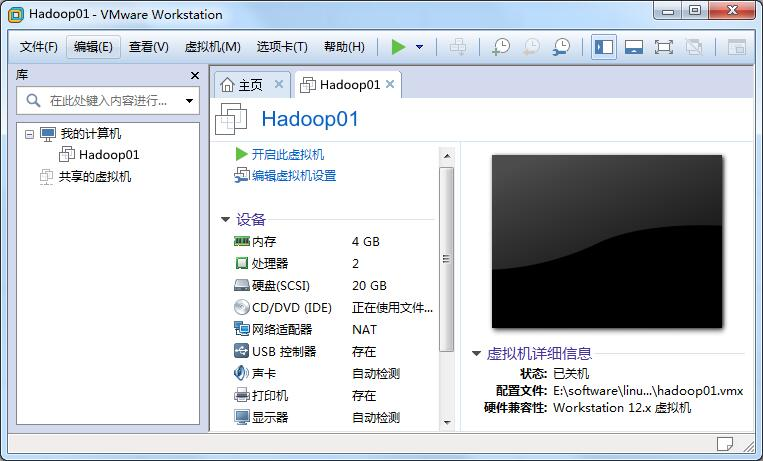 Hadoop01 - VMware Workstation
文件(F) 编辑(E) 查看(V) 虚拟机(M) 选项卡(T) 帮助(H)
库
在此处键入内容进行...
我的计算机
Hadoop01
共享的虚拟机
主页 Hadoop01
Hadoop01
开启此虚拟机
编辑虚拟机设置
设备
内存 4 GB
处理器 2
硬盘(SCSI) 20 GB
CD/DVD (IDE) 正在使用文件...
网络适配器 NAT
USB 控制器 存在
声卡 自动检测
打印机 存在
显示器 自动检测
虚拟机详细信息
状态: 已关机
配置文件: E:\software\linu...\hadoop01.vmx
硬件兼容性: Workstation 12.x 虚拟机